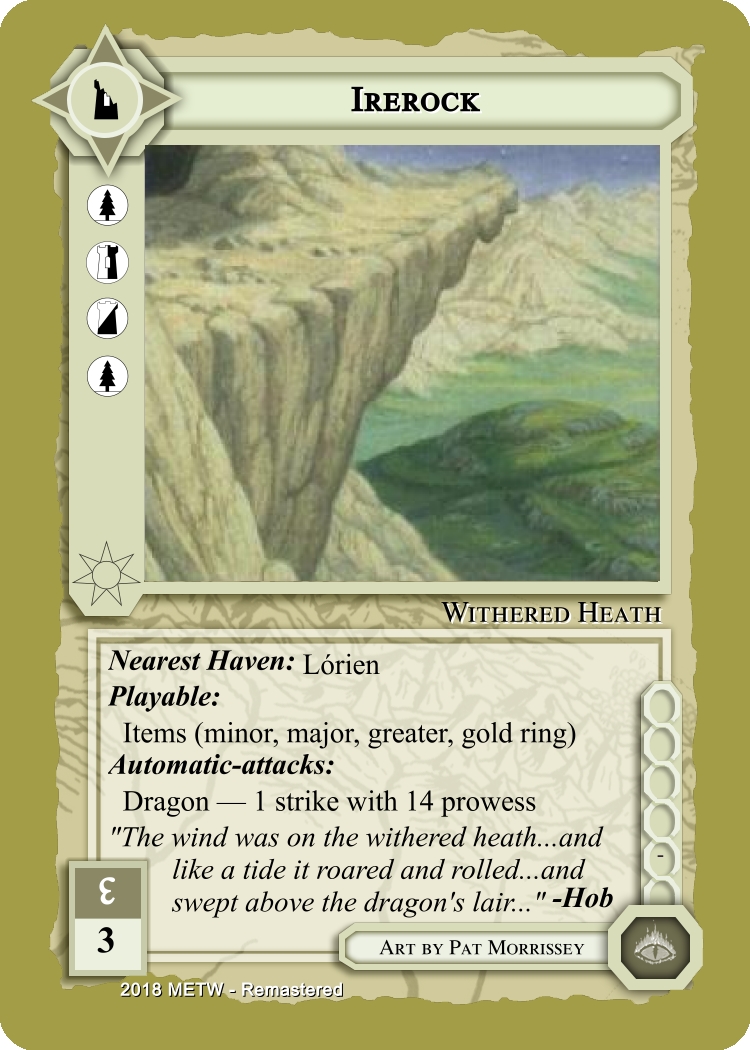 Irerock
Withered Heath
Nearest Haven: Lórien
Playable:
Items (minor, major, greater, gold ring)
Automatic-attacks:
Dragon — 1 strike with 14 prowess
"The wind was on the withered heath...and
like a tide it roared and rolled...and
swept above the dragon's lair..." -Hob
-
ε
3
Art by Pat Morrissey
2018 METW - Remastered